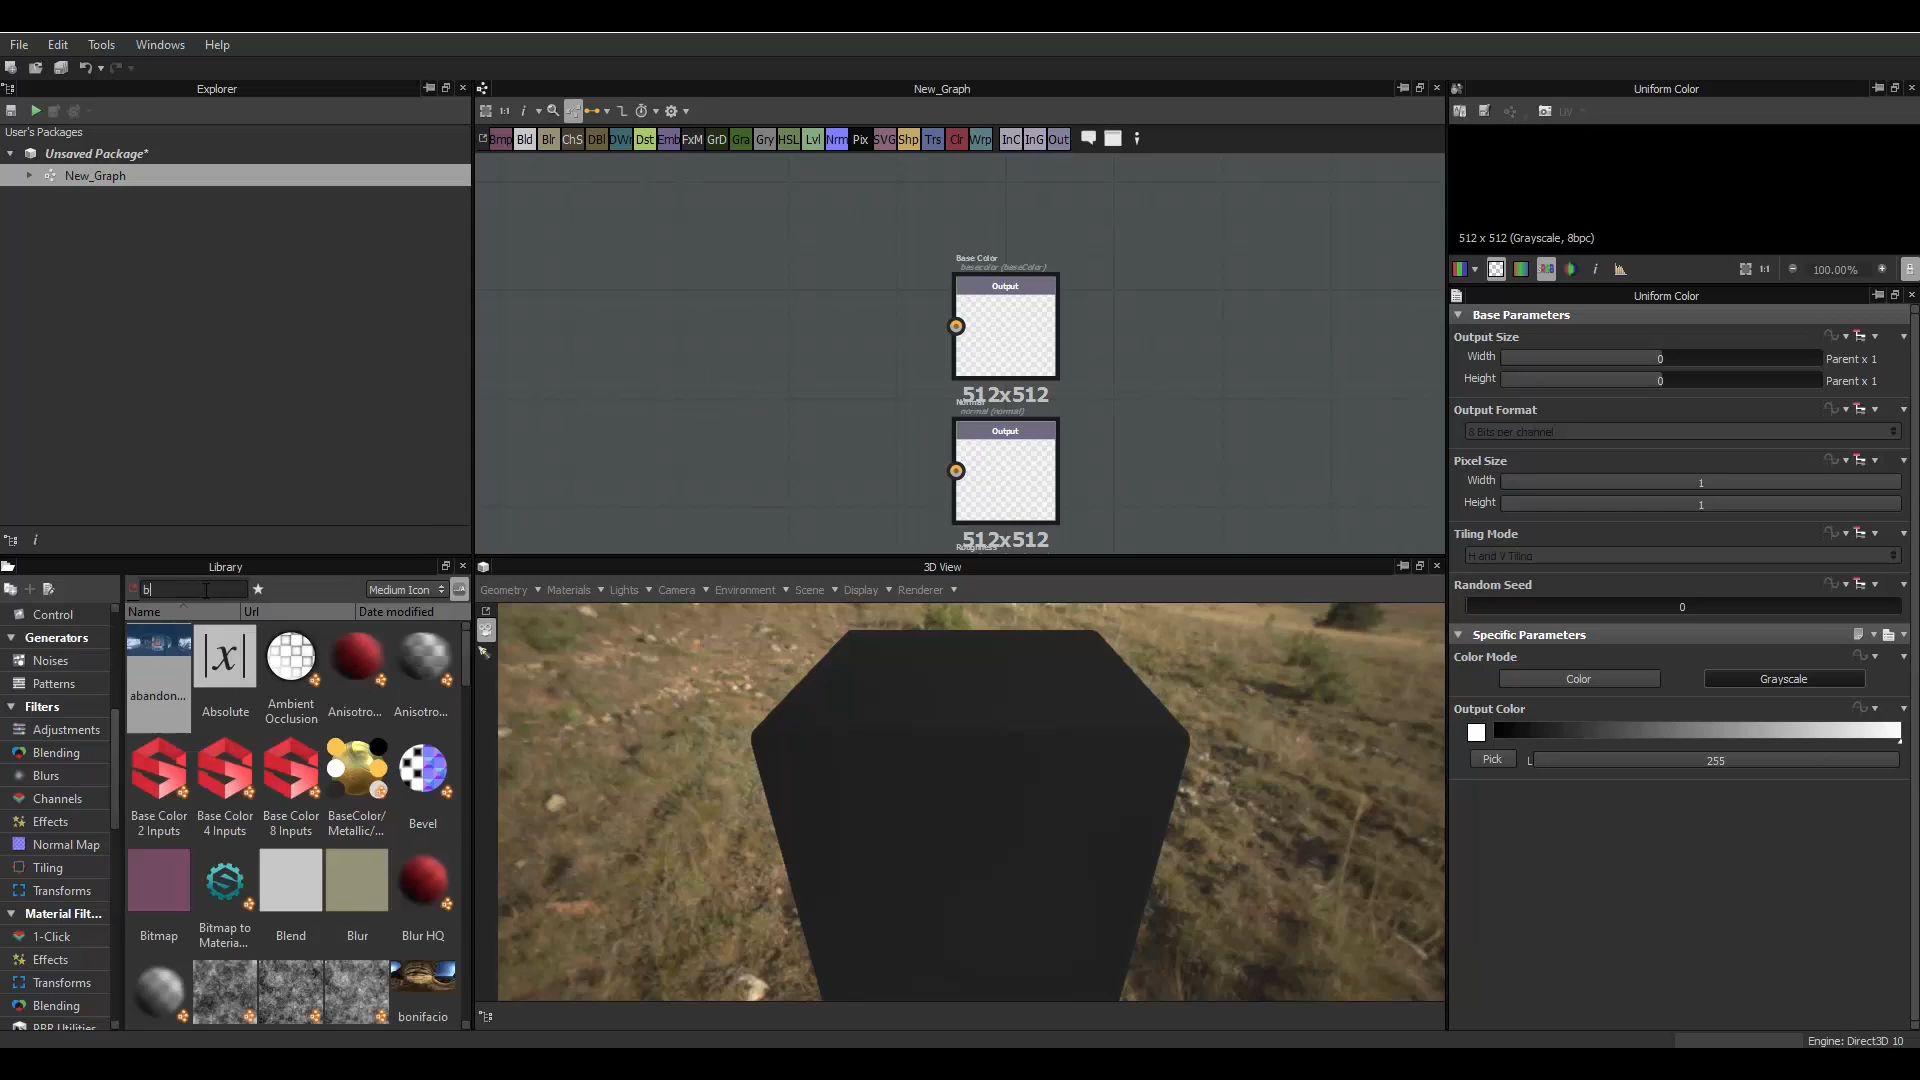 File Edit Tools Windows Help
Explorer
User's Packages
Unsaved Package*
New_Graph
New_Graph
1:1
Bmp Bld Blr ChS DBl DWr Dst Emb FxM GrD Gra Gry HSL Lvl Nrm Pix SVG Shp Trs Clr Wrp InC InG Out
Base Color
basecolor (baseColor)
Output
512x512
Normal
normal (normal)
Output
512x512
Roughness
Library
b
Medium Icon
Name Url Date modified
Control
Generators
Noises
Patterns
Filters
Adjustments
Blending
Blurs
Channels
Effects
Normal Map
Tiling
Transforms
Material Filt...
1-Click
Effects
Transforms
Blending
PBR Utilities
abandon...
Absolute
Ambient
Occlusion
Anisotro...
Anisotro...
Base Color
2 Inputs
Base Color
4 Inputs
Base Color
8 Inputs
BaseColor/
Metallic/...
Bevel
Bitmap
Bitmap to
Materia...
Blend
Blur
Blur HQ
bonifacio
3D View
Geometry Materials Lights Camera Environment Scene Display Renderer
Uniform Color
UV
512 x 512 (Grayscale, 8bpc)
1:1
100.00%
Uniform Color
Base Parameters
Output Size
Width 0 Parent x 1
Height 0 Parent x 1
Output Format
8 Bits per channel
Pixel Size
Width 1
Height 1
Tiling Mode
H and V Tiling
Random Seed
0
Specific Parameters
Color Mode
Color Grayscale
Output Color
Pick L 255
Engine: Direct3D 10